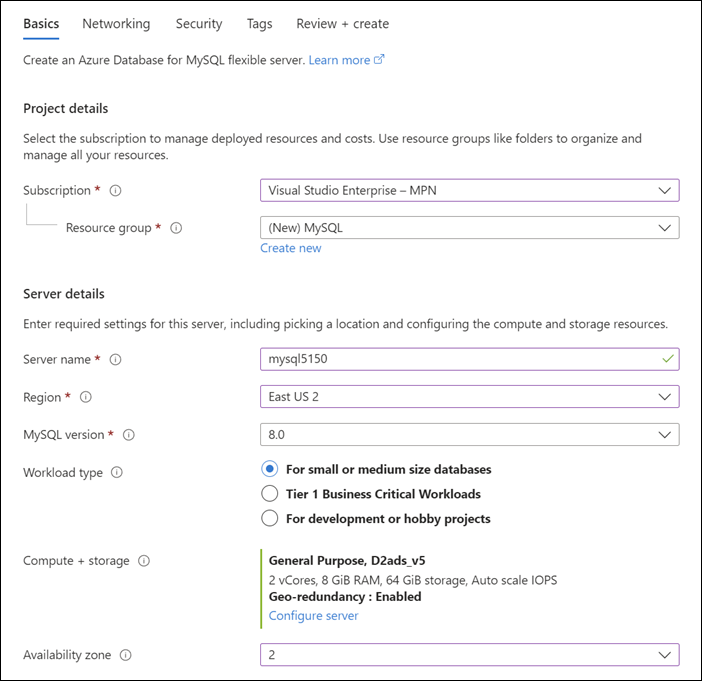 Basics Networking Security Tags Review + create
Create an Azure Database for MySQL flexible server. Learn more
Project details
Select the subscription to manage deployed resources and costs. Use resource groups like folders to organize and
manage all your resources.
Subscription * Visual Studio Enterprise – MPN
Resource group * (New) MySQL
Create new
Server details
Enter required settings for this server, including picking a location and configuring the compute and storage resources.
Server name * mysql5150
Region * East US 2
MySQL version * 8.0
Workload type For small or medium size databases
Tier 1 Business Critical Workloads
For development or hobby projects
Compute + storage General Purpose, D2ads_v5
2 vCores, 8 GiB RAM, 64 GiB storage, Auto scale IOPS
Geo-redundancy : Enabled
Configure server
Availability zone 2